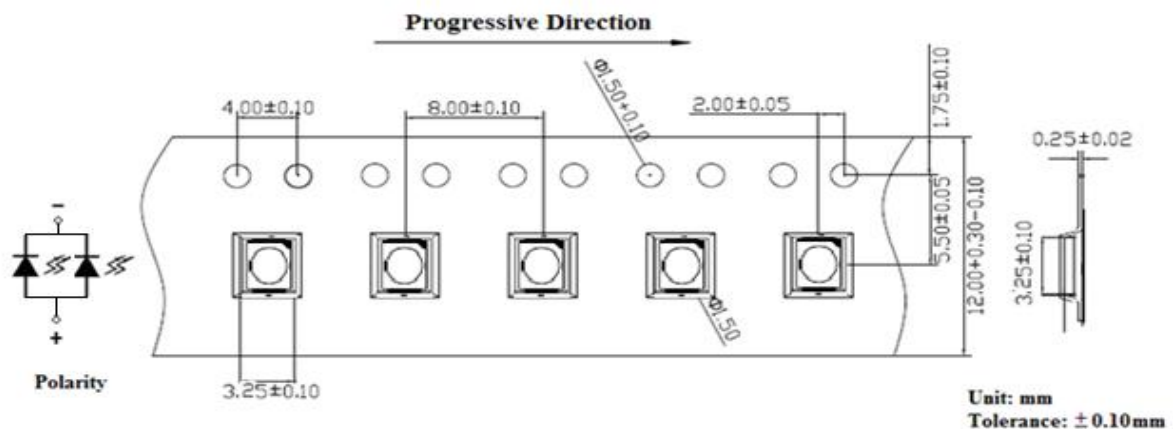 Progressive Direction
4.00±0.10
8.00±0.10
Φ1.50+0.10
2.00±0.05
1.75±0.10
0.25±0.02
5.50±0.05
12.00+0.30-0.10
3.25±0.10
-
+
Polarity
3.25±0.10
Φ1.50
Unit: mm
Tolerance: ±0.10mm